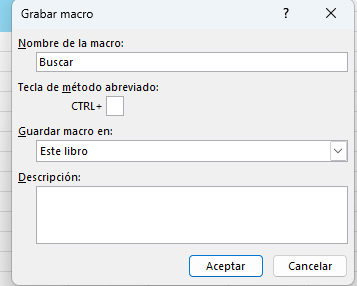 Grabar macro ? ×
Nombre de la macro:
Buscar
Tecla de método abreviado:
CTRL+
Guardar macro en:
Este libro
Descripción:
Aceptar Cancelar